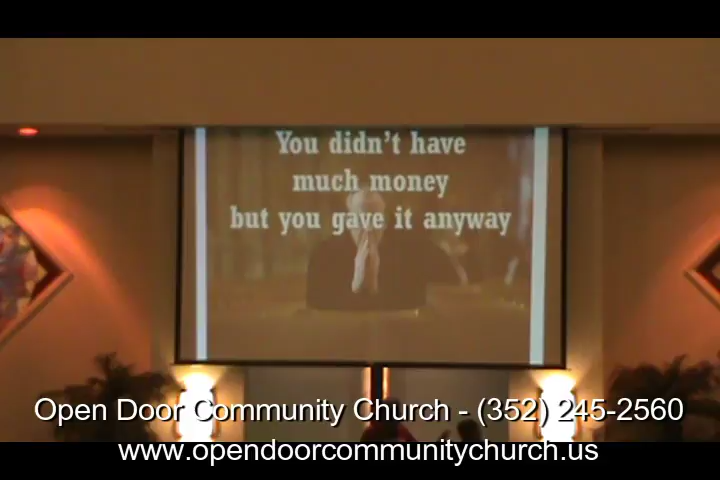 You didn't have
much money
but you gave it anyway
Open Door Community Church - (352) 245-2560
www.opendoorcommunitychurch.us